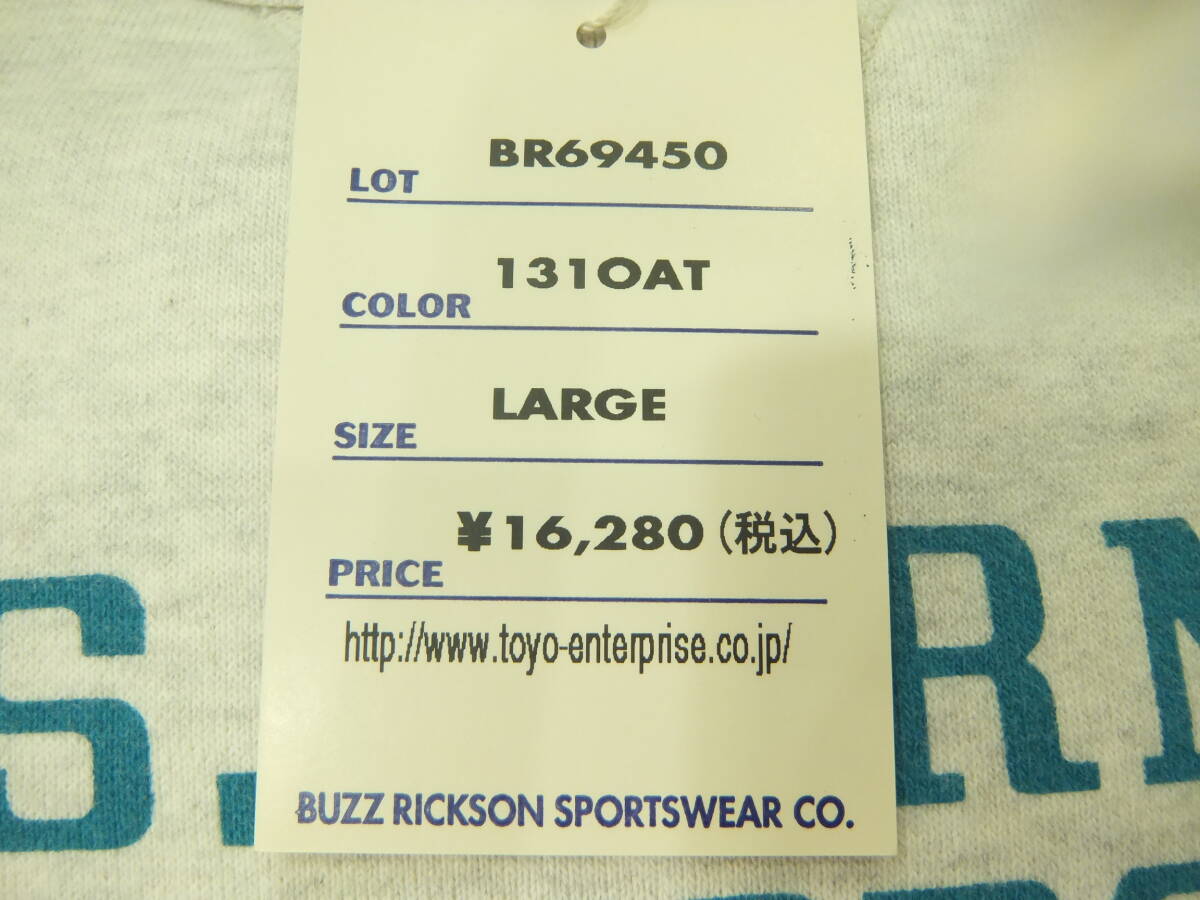 BR69450
LOT
131OAT
COLOR
LARGE
SIZE
¥16,280(税込)
PRICE
http://www.toyo-enterprise.co.jp/
BUZZ RICKSON SPORTSWEAR CO.
S. RM